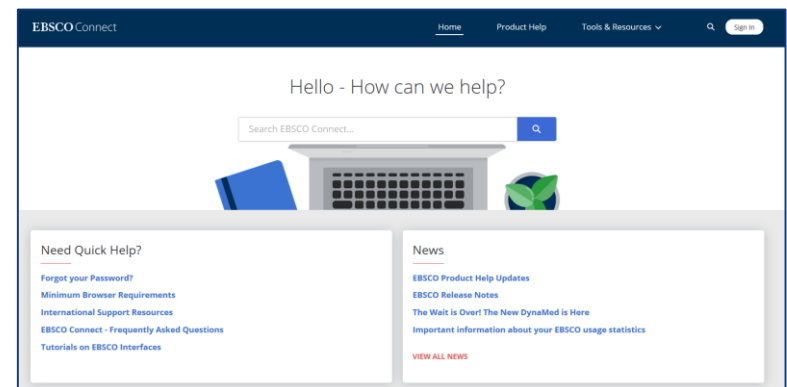 EBSCO Connect Home Product Help Tools & Resources Sign in
Hello - How can we help?
Search EBSCO Connect...
Need Quick Help?
Forgot your Password?
Minimum Browser Requirements
International Support Resources
EBSCO Connect - Frequently Asked Questions
Tutorials on EBSCO Interfaces
News
EBSCO Product Help Updates
EBSCO Release Notes
The Wait is Over! The New DynaMed is Here
Important information about your EBSCO usage statistics
VIEW ALL NEWS